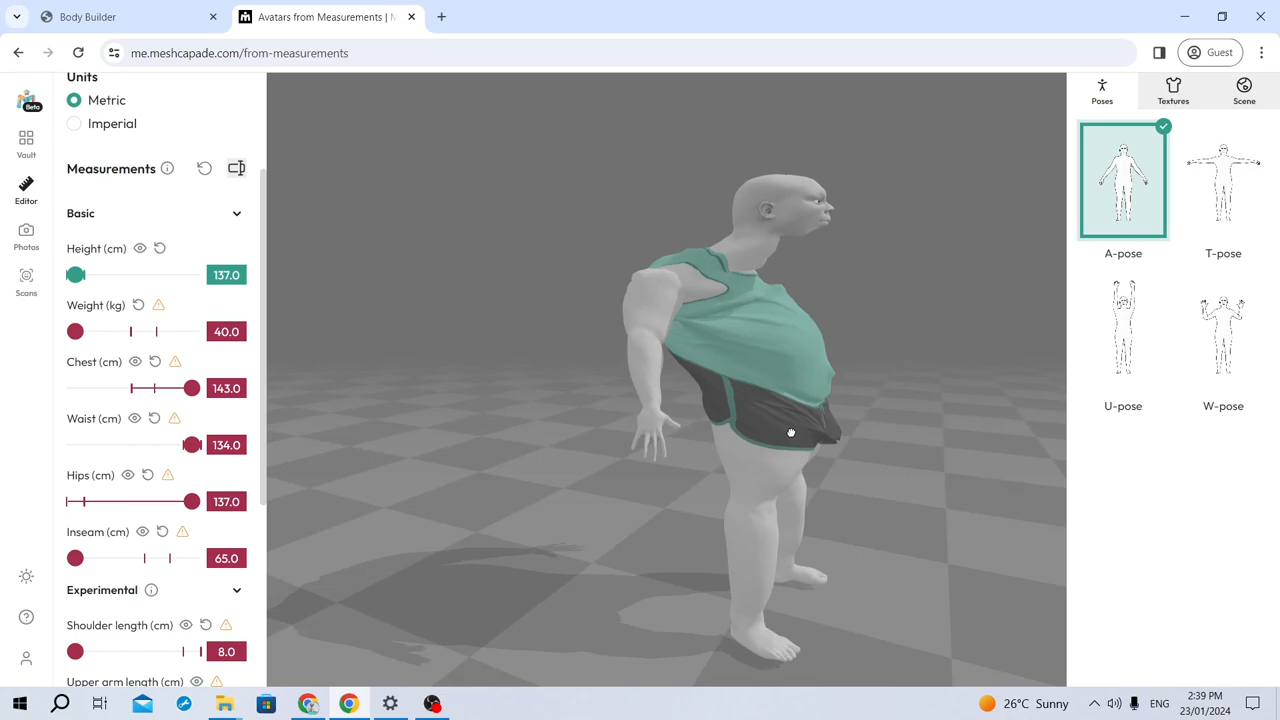 Body Builder
Avatars from Measurements | M
me.meshcapade.com/from-measurements
Guest
Beta
Vault
Editor
Photos
Scans
Units
Metric
Imperial
Measurements
Basic
Height (cm)
137.0
Weight (kg)
40.0
Chest (cm)
143.0
Waist (cm)
134.0
Hips (cm)
137.0
Inseam (cm)
65.0
Experimental
Shoulder length (cm)
8.0
Upper arm length (cm)
Poses
Textures
Scene
A-pose
T-pose
U-pose
W-pose
26°C Sunny
ENG
2:39 PM
23/01/2024